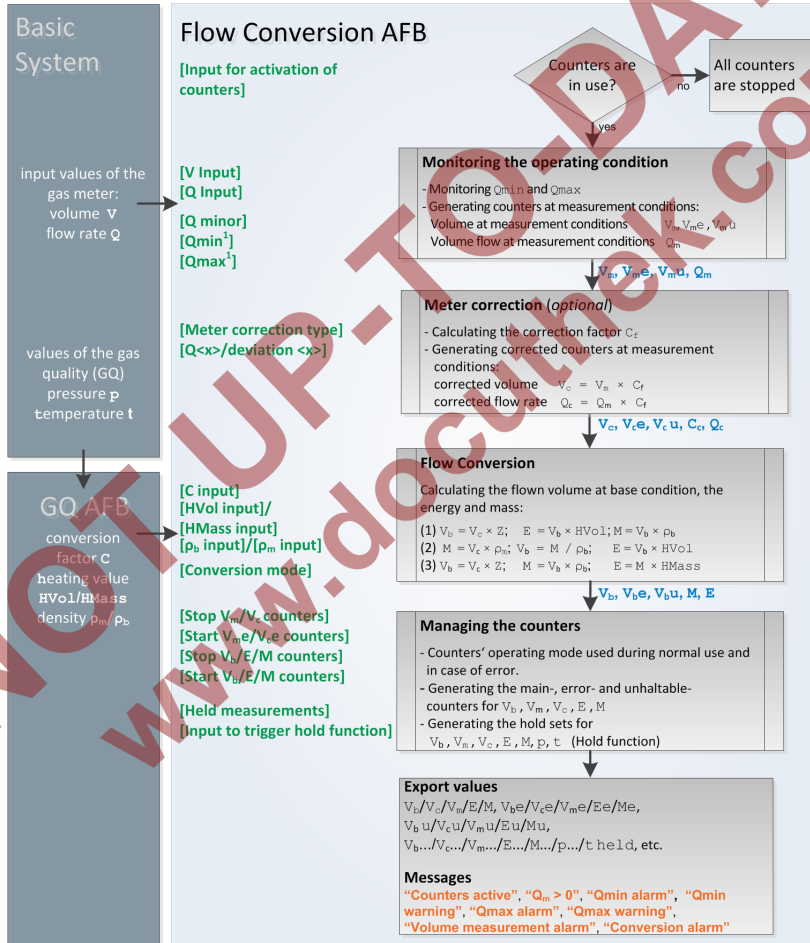 Basic
System
input values of the
gas meter:
volume V
flow rate Q
values of the gas
quality (GQ)
pressure p
temperature t
GQ AFB
conversion
factor C
heating value
HVol/HMass
density ρm/ρb
Flow Conversion AFB
[Input for activation of
counters]
[V Input]
[Q Input]
[Q minor]
[Qmin¹]
[Qmax¹]
[Meter correction type]
[Q<x>/deviation <x>]
[C input]
[HVol input]/
[HMass input]
[ρb input]/[ρm input]
[Conversion mode]
[Stop Vm/Vc counters]
[Start Vme/Vce counters]
[Stop Vb/E/M counters]
[Start Vb/E/M counters]
[Held measurements]
[Input to trigger hold function]
Counters are
in use?
no
All counters
are stopped
yes
Monitoring the operating condition
- Monitoring Qmin and Qmax
- Generating counters at measurement conditions:
Volume at measurement conditions Vm, Vme, Vmu
Volume flow at measurement conditions Qm
Vm, Vme, Vmu, Qm
Meter correction (optional)
- Calculating the correction factor Cf
- Generating corrected counters at measurement
conditions:
corrected volume Vc = Vm × Cf
corrected flow rate Qc = Qm × Cf
Vc, Vce, Vcu, Cc, Qc
Flow Conversion
Calculating the flown volume at base condition, the
energy and mass:
(1) Vb = Vc × Z; E = Vb × HVol; M = Vb × ρb
(2) M = Vc × ρm; Vb = M / ρb; E = Vb × HVol
(3) Vb = Vc × Z; M = Vb × ρb; E = M × HMass
Vb, Vbe, Vbu, M, E
Managing the counters
- Counters' operating mode used during normal use and
in case of error.
- Generating the main-, error- and unhaltable-
counters for Vb, Vm, Vc, E, M
- Generating the hold sets for
Vb, Vm, Vc, E, M, p, t (Hold function)
Export values
Vb/Vc/Vm/E/M, Vbe/Vce/Vme/Ee/Me,
Vbu/Vcu/Vmu/Eu/Mu,
Vb.../Vc.../Vm.../E.../M.../p.../t held, etc.
Messages
"Counters active", "Qm > 0", "Qmin alarm", "Qmin
warning", "Qmax alarm", "Qmax warning",
"Volume measurement alarm", "Conversion alarm"
NOT UP-TO-DA
www.docuthek.co